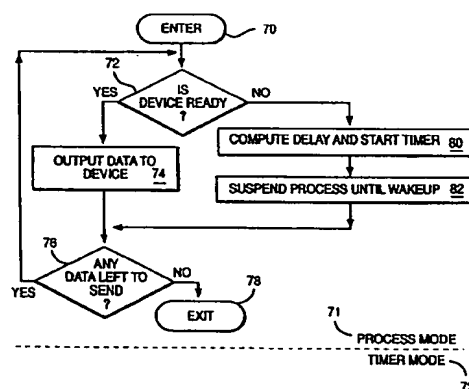 ENTER
70
72
IS
DEVICE READY
?
YES
NO
COMPUTE DELAY AND START TIMER 80
OUTPUT DATA TO
DEVICE 74
SUSPEND PROCESS UNTIL WAKEUP 82
76
ANY
DATA LEFT TO
SEND
?
YES
NO
78
EXIT
71
PROCESS MODE
TIMER MODE